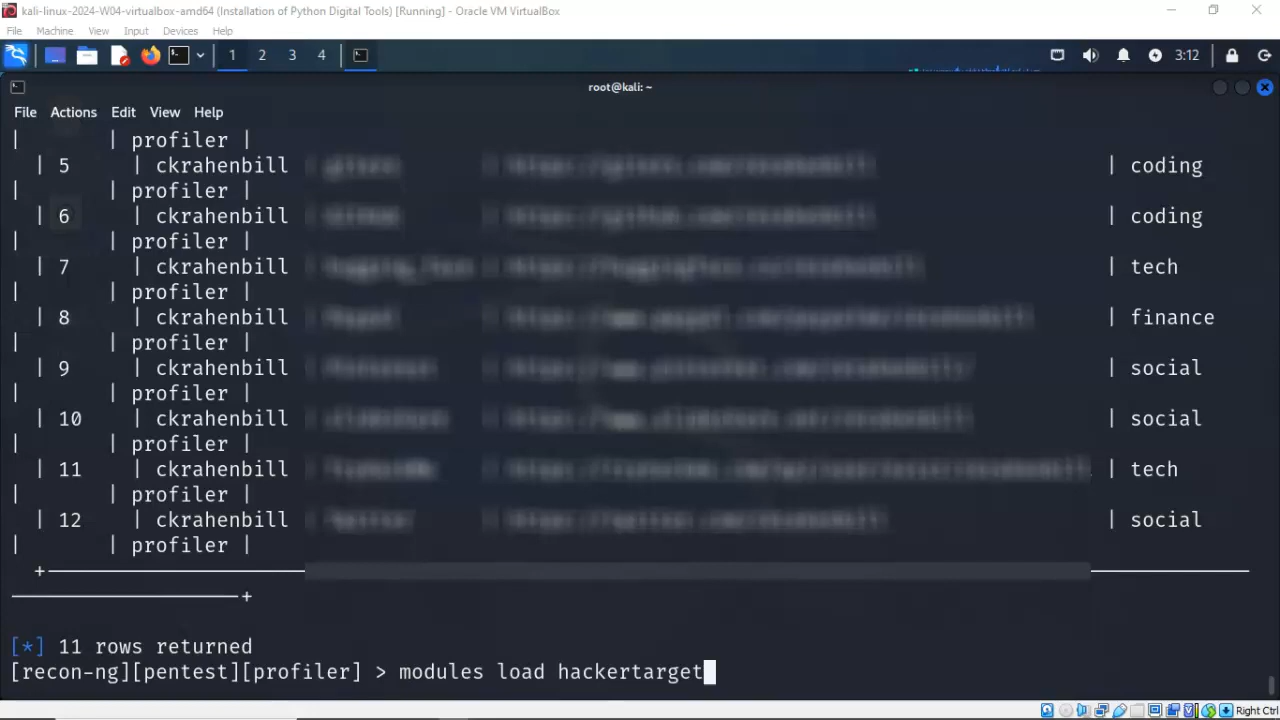 kali-linux-2024-W04-virtualbox-amd64 (Installation of Python Digital Tools) [Running] - Oracle VM VirtualBox
File Machine View Input Devices Help
1 2 3 4 3:12
root@kali: ~
File Actions Edit View Help
| | profiler |
| 5 | ckrahenbill | coding
| | profiler |
| 6 | ckrahenbill | coding
| | profiler |
| 7 | ckrahenbill | tech
| | profiler |
| 8 | ckrahenbill | finance
| | profiler |
| 9 | ckrahenbill | social
| | profiler |
| 10 | ckrahenbill | social
| | profiler |
| 11 | ckrahenbill | tech
| | profiler |
| 12 | ckrahenbill | social
| | profiler |
[*] 11 rows returned
[recon-ng][pentest][profiler] > modules load hackertarget
Right Ctrl